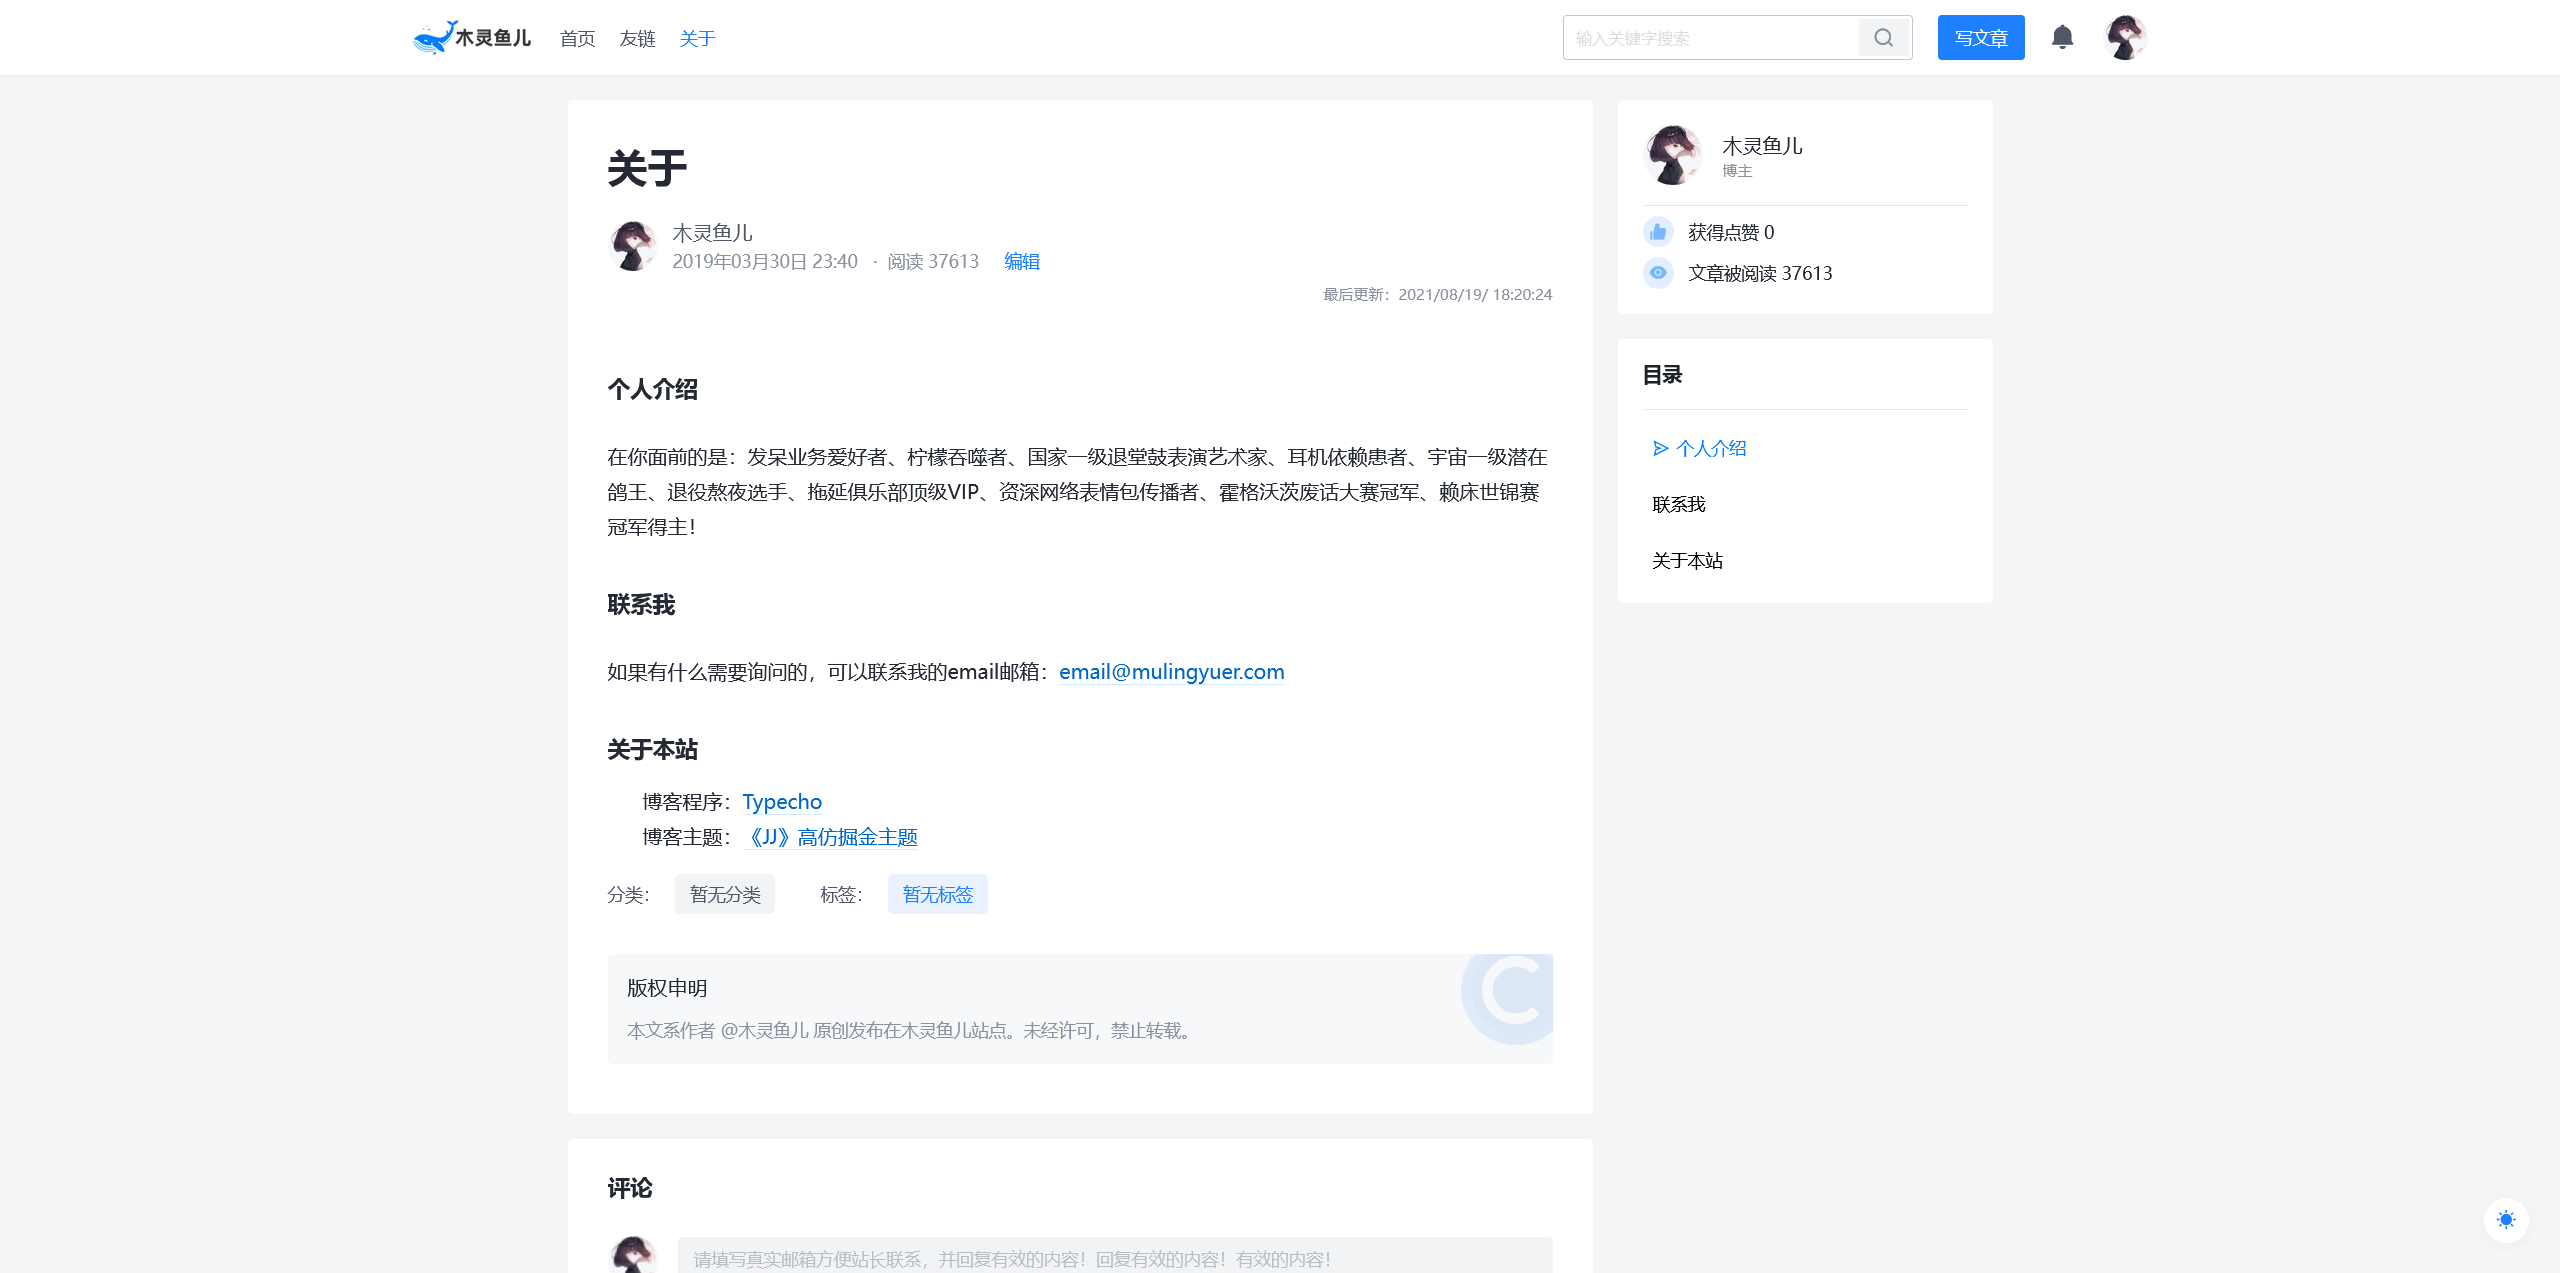 木灵鱼儿 首页 友链 关于 输入关键字搜索 写文章
关于
木灵鱼儿
2019年03月30日 23:40 · 阅读 37613 编辑
最后更新：2021/08/19/ 18:20:24
个人介绍
在你面前的是：发呆业务爱好者、柠檬吞噬者、国家一级退堂鼓表演艺术家、耳机依赖患者、宇宙一级潜在
鸽王、退役熬夜选手、拖延俱乐部顶级VIP、资深网络表情包传播者、霍格沃茨废话大赛冠军、赖床世锦赛
冠军得主！
联系我
如果有什么需要询问的，可以联系我的email邮箱：email@mulingyuer.com
关于本站
博客程序：Typecho
博客主题：《JJ》高仿掘金主题
分类： 暂无分类 标签： 暂无标签
版权申明
本文系作者 @木灵鱼儿 原创发布在木灵鱼儿站点。未经许可，禁止转载。
评论
请填写真实邮箱方便站长联系，并回复有效的内容！回复有效的内容！有效的内容！
木灵鱼儿
博主
获得点赞 0
文章被阅读 37613
目录
个人介绍
联系我
关于本站